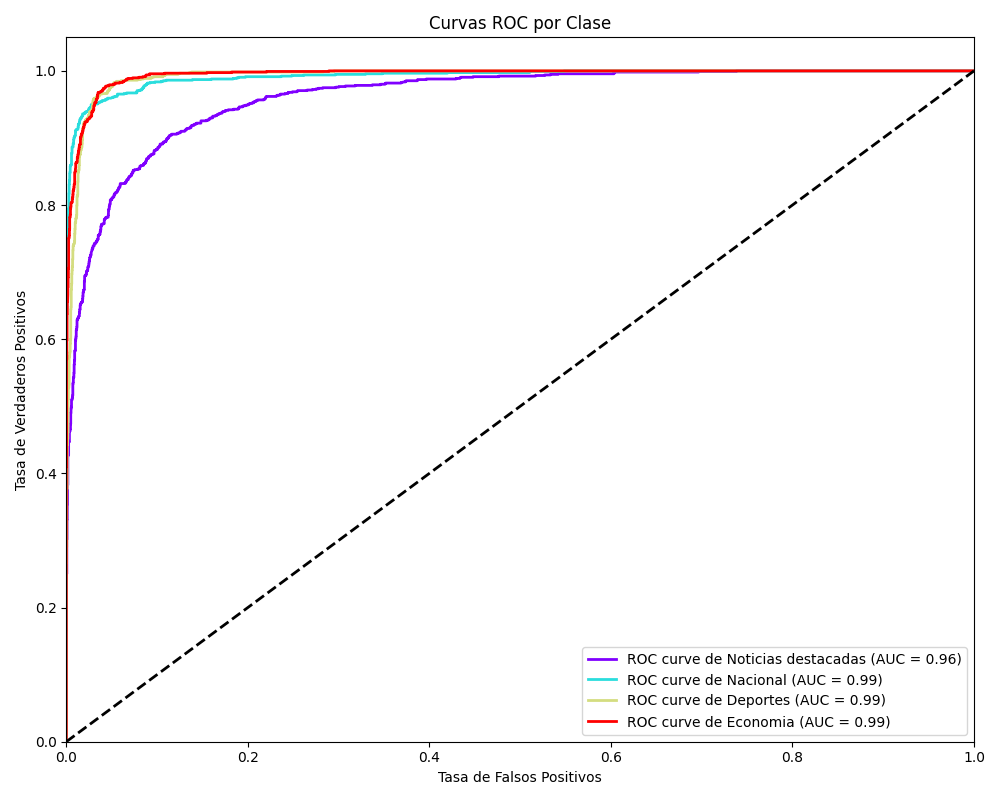 Curvas ROC por Clase
Tasa de Verdaderos Positivos
1.0
0.8
0.6
0.4
0.2
0.0
0.0 0.2 0.4 0.6 0.8 1.0
Tasa de Falsos Positivos
ROC curve de Noticias destacadas (AUC = 0.96)
ROC curve de Nacional (AUC = 0.99)
ROC curve de Deportes (AUC = 0.99)
ROC curve de Economia (AUC = 0.99)